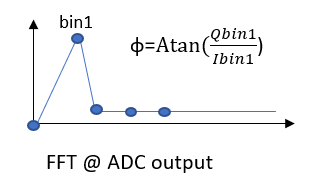 bin1
ϕ=Atan(Qbin1/Ibin1)
FFT @ ADC output